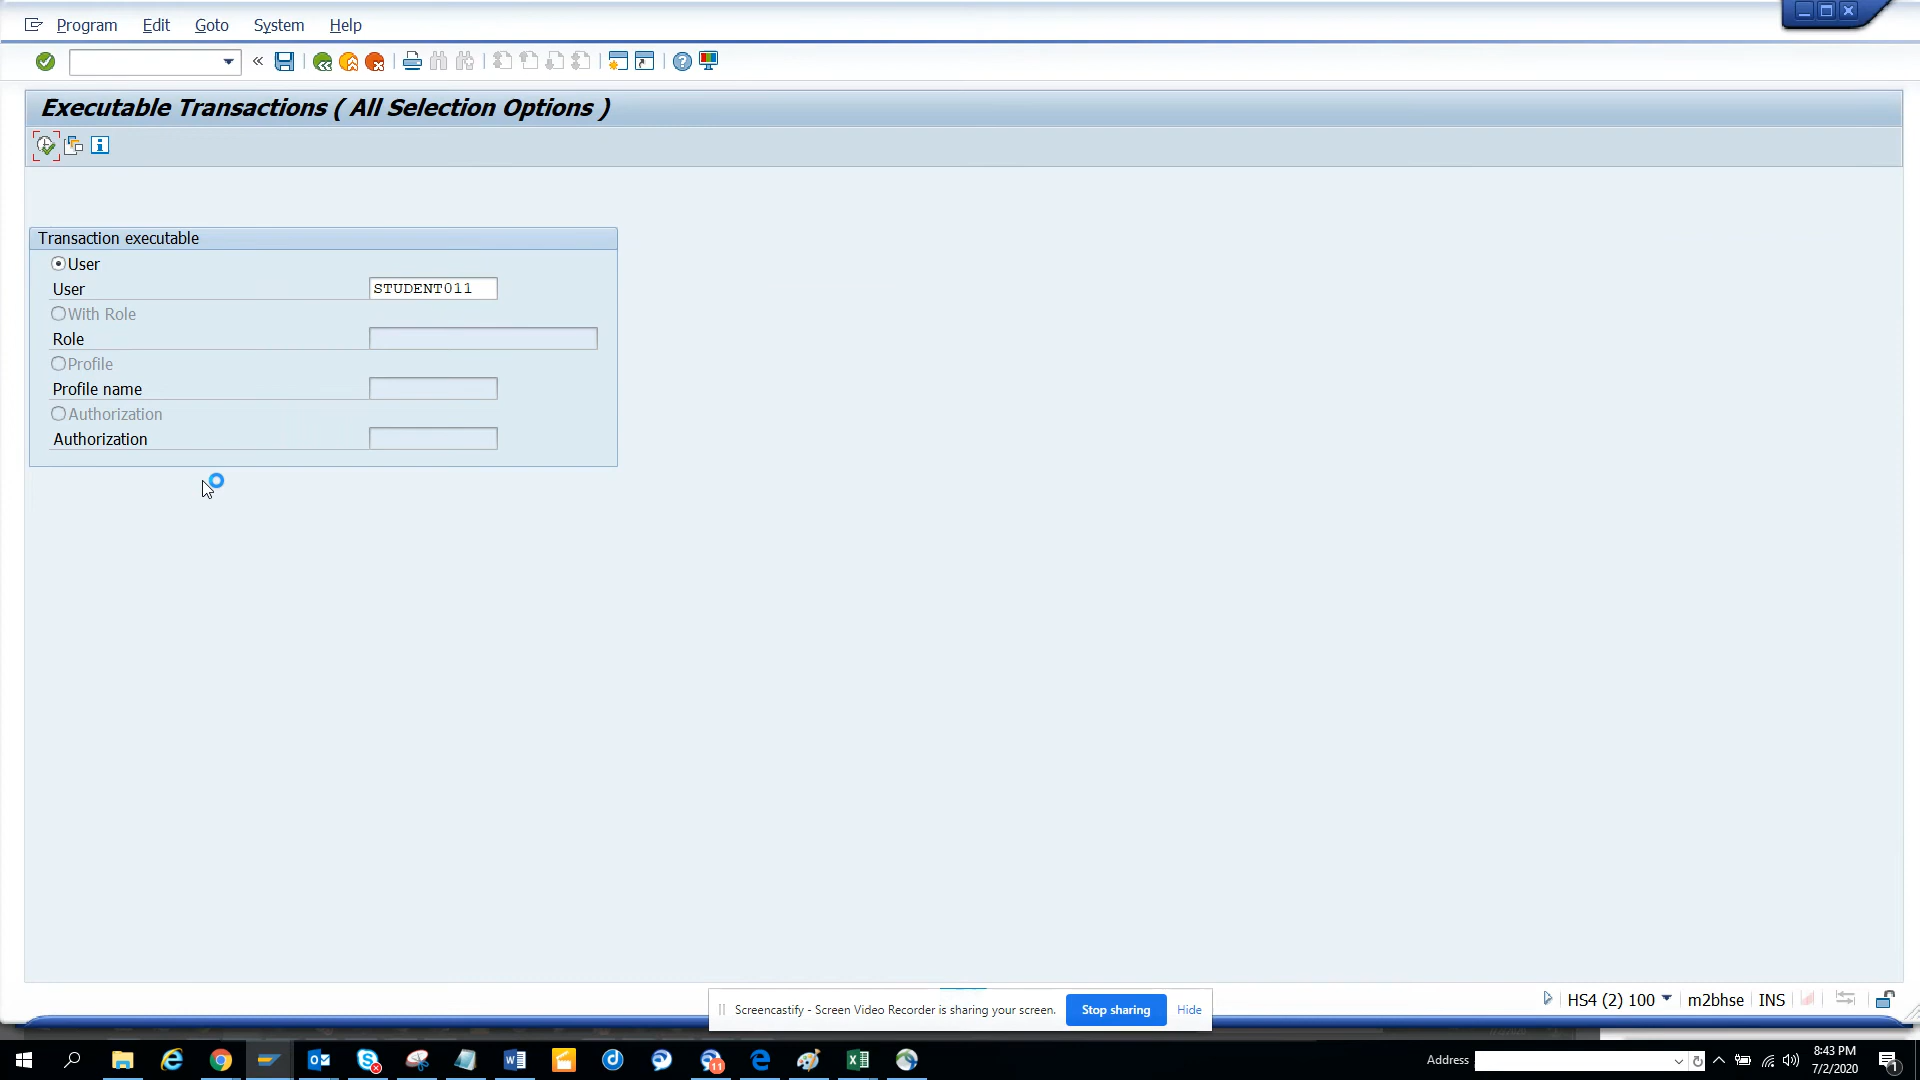 Program Edit Goto System Help
Executable Transactions ( All Selection Options )
Transaction executable
User
User STUDENT011
With Role
Role
Profile
Profile name
Authorization
Authorization
HS4 (2) 100 m2bhse INS
Screencastify - Screen Video Recorder is sharing your screen. Stop sharing Hide
11
Address
8:43 PM
7/2/2020
1